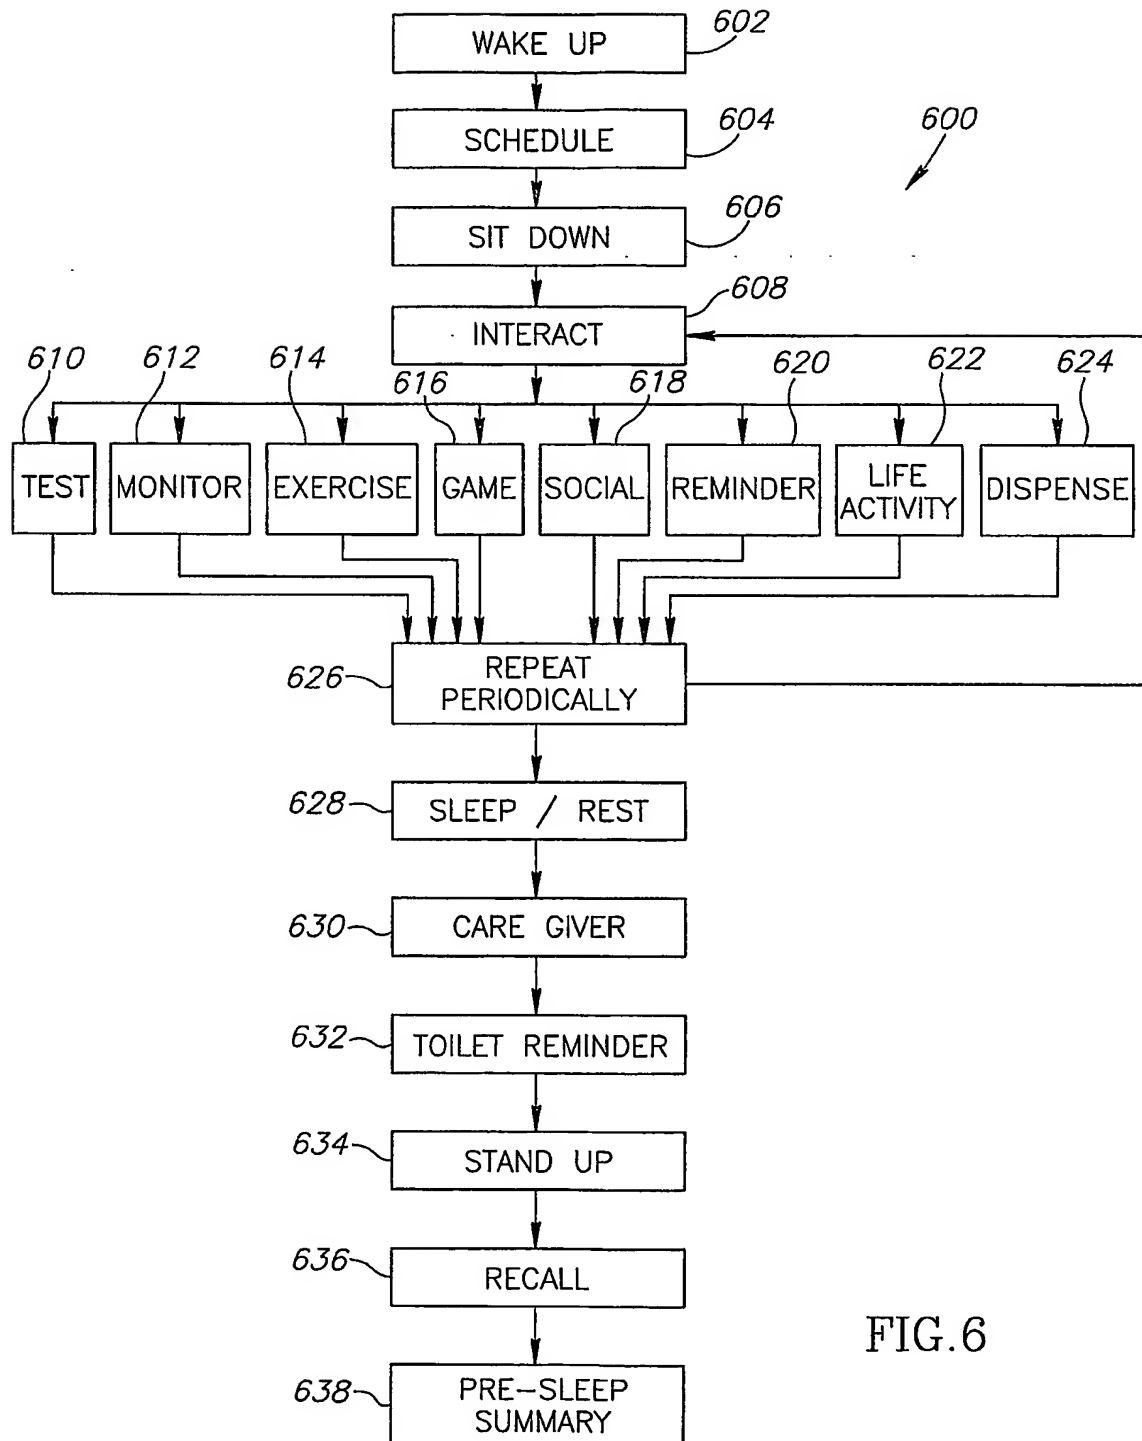 WAKE UP
602
SCHEDULE
604
600
SIT DOWN
606
INTERACT
608
610
612
614
616
618
620
622
624
TEST
MONITOR
EXERCISE
GAME
SOCIAL
REMINDER
LIFE
ACTIVITY
DISPENSE
626
REPEAT
PERIODICALLY
628
SLEEP / REST
630
CARE GIVER
632
TOILET REMINDER
634
STAND UP
636
RECALL
638
PRE-SLEEP
SUMMARY
FIG.6